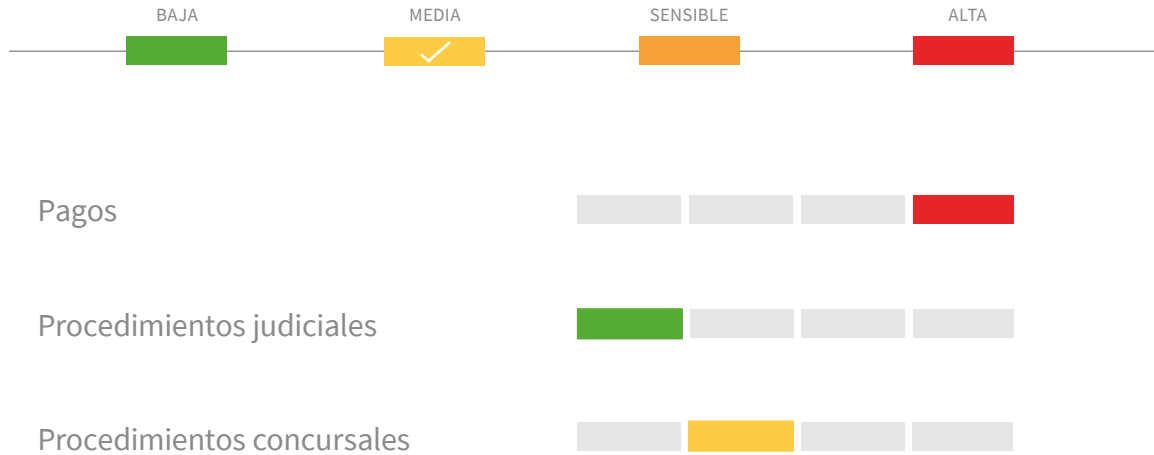 BAJA MEDIA SENSIBLE ALTA
Pagos
Procedimientos judiciales
Procedimientos concursales